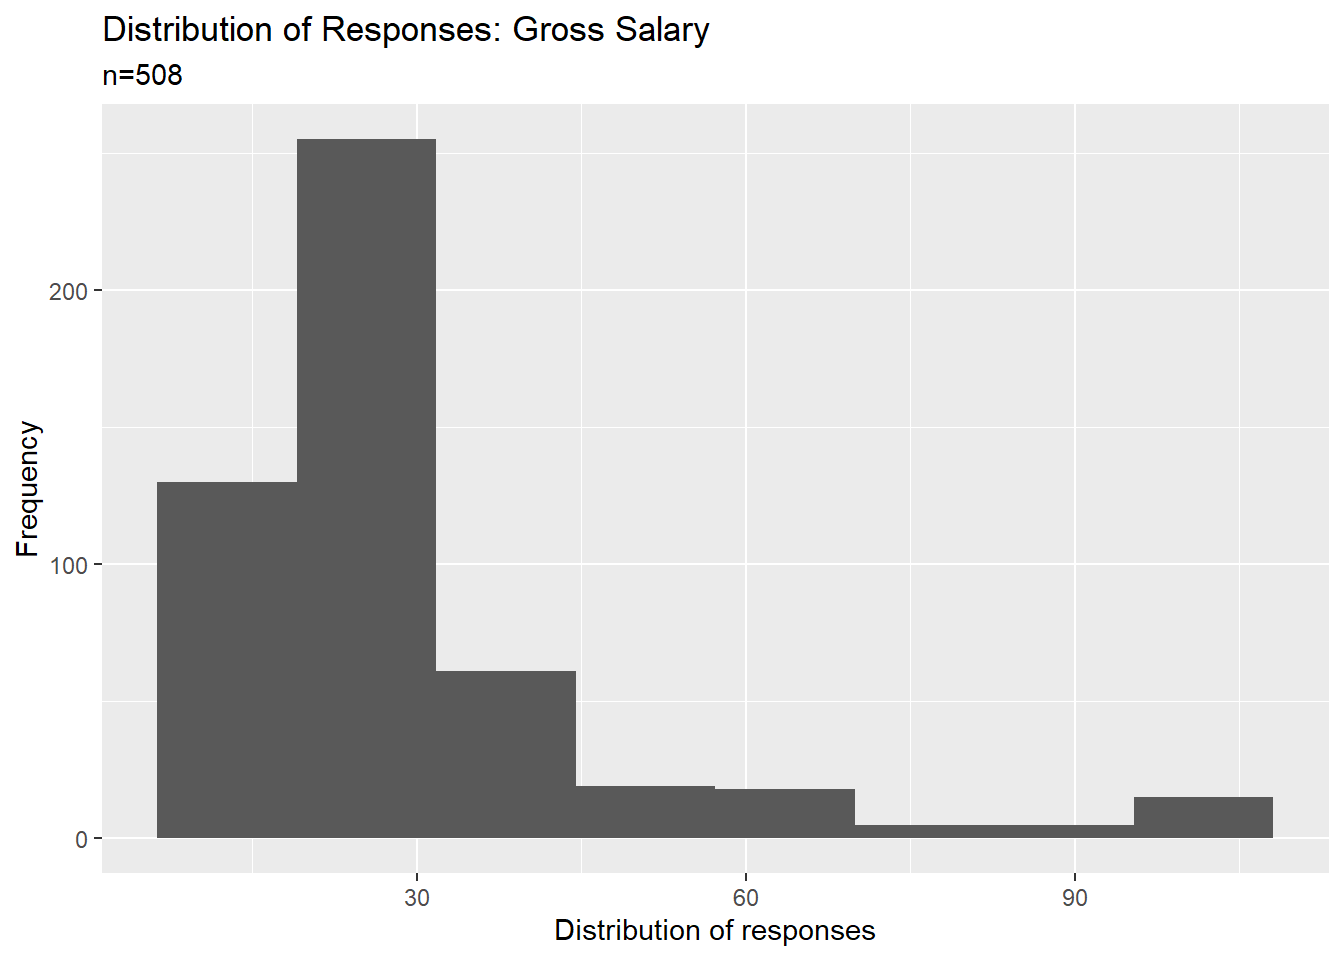 Distribution of Responses: Gross Salary
n=508
Frequency
200
100
0
30 60 90
Distribution of responses